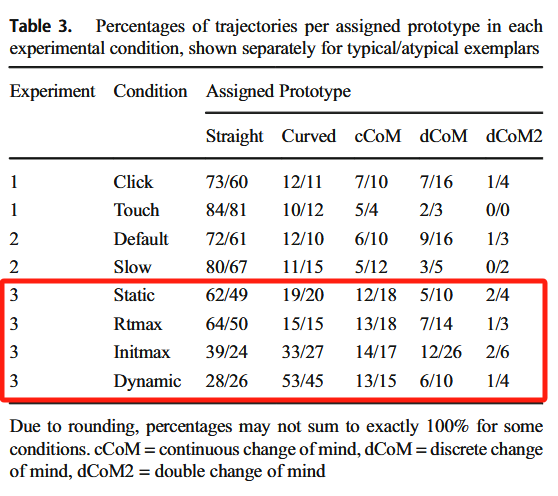 Table 3. Percentages of trajectories per assigned prototype in each
experimental condition, shown separately for typical/atypical exemplars
Experiment Condition Assigned Prototype
Straight Curved cCoM dCoM dCoM2
1 Click 73/60 12/11 7/10 7/16 1/4
1 Touch 84/81 10/12 5/4 2/3 0/0
2 Default 72/61 12/10 6/10 9/16 1/3
2 Slow 80/67 11/15 5/12 3/5 0/2
3 Static 62/49 19/20 12/18 5/10 2/4
3 Rtmax 64/50 15/15 13/18 7/14 1/3
3 Initmax 39/24 33/27 14/17 12/26 2/6
3 Dynamic 28/26 53/45 13/15 6/10 1/4
Due to rounding, percentages may not sum to exactly 100% for some
conditions. cCoM = continuous change of mind, dCoM = discrete change
of mind, dCoM2 = double change of mind